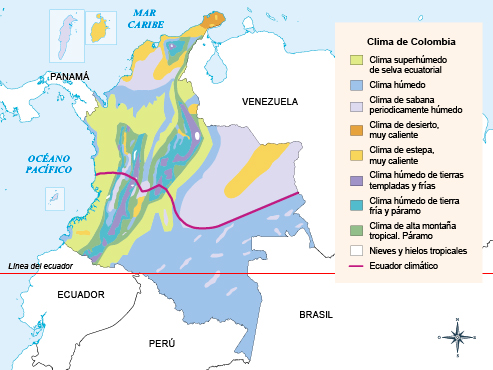 MAR
CARIBE
PANAMÁ
VENEZUELA
OCÉANO
PACÍFICO
Línea del ecuador
ECUADOR
PERÚ
BRASIL
Clima de Colombia
Clima superhúmedo
de selva ecuatorial
Clima húmedo
Clima de sabana
periodicamente húmedo
Clima de desierto,
muy caliente
Clima de estepa,
muy caliente
Clima húmedo de tierras
templadas y frías
Clima húmedo de tierra
fría y páramo
Clima de alta montaña
tropical. Páramo
Nieves y hielos tropicales
Ecuador climático